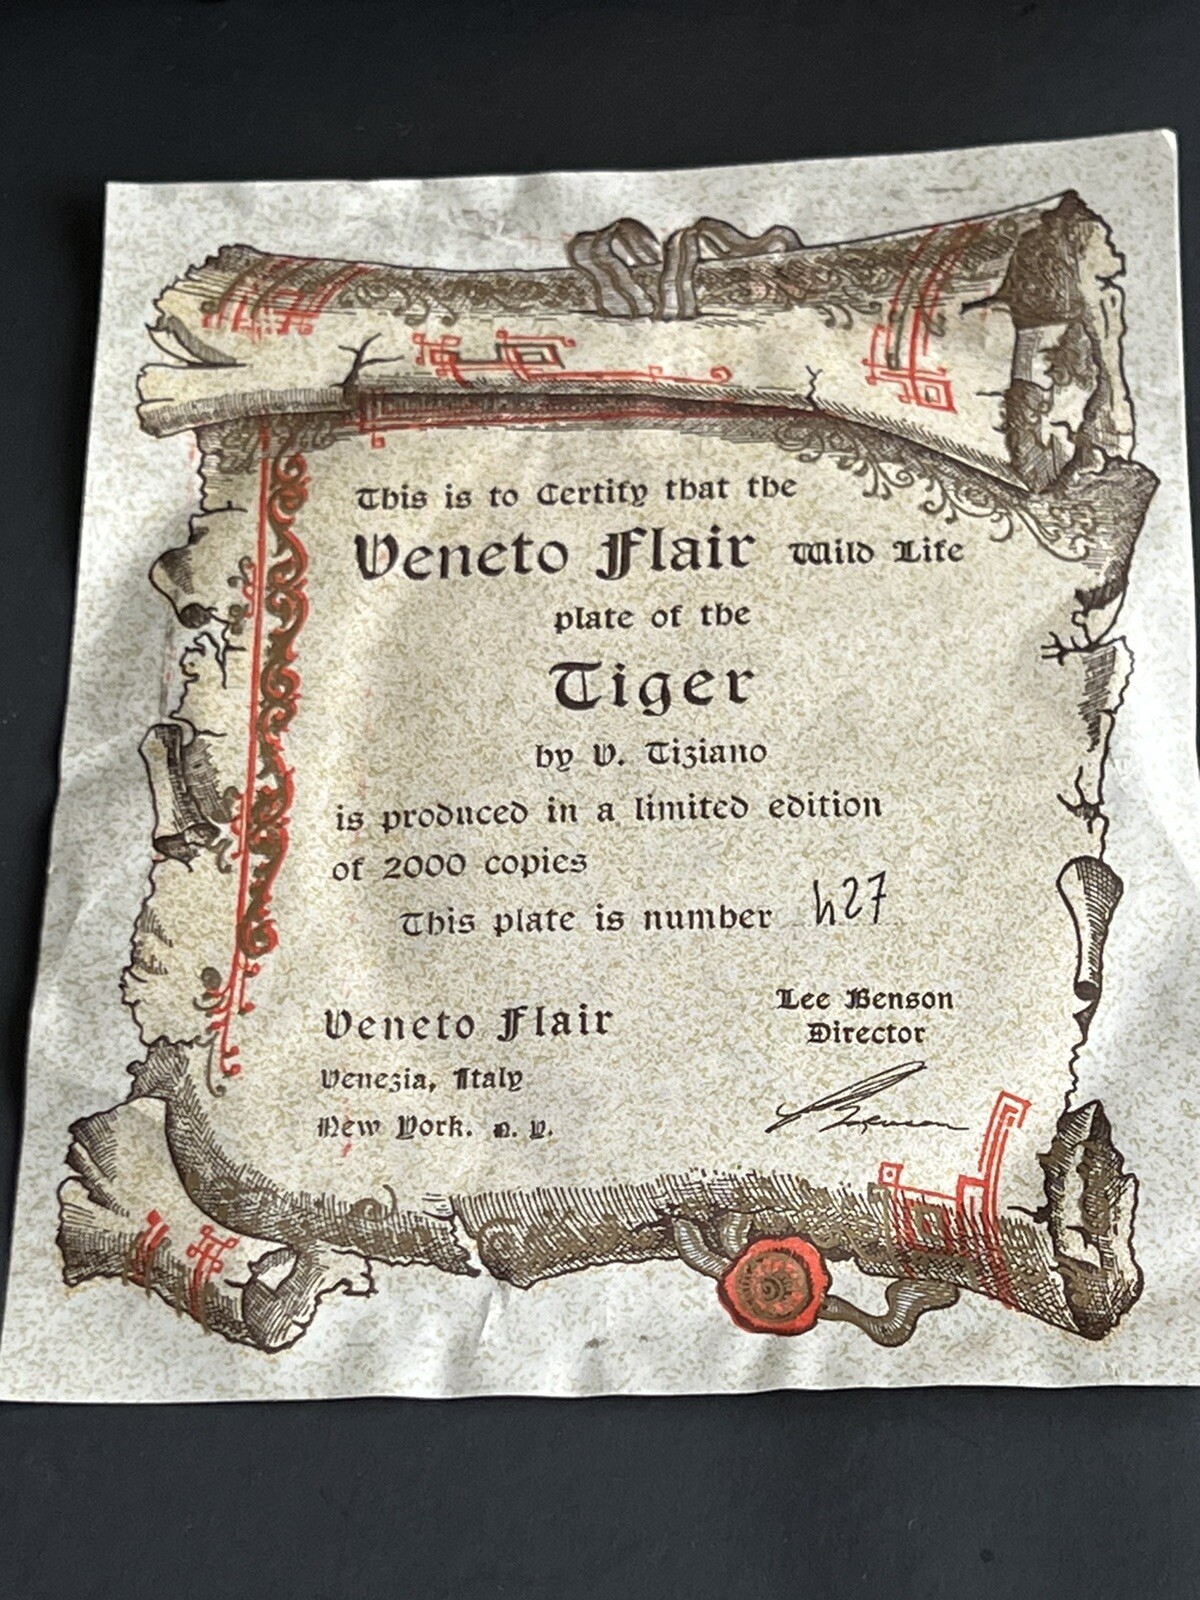 This is to Certify that the
Veneto Flair Wild Life
plate of the
Tiger
by V. Tiziano
is produced in a limited edition
of 2000 copies
This plate is number 427
Veneto Flair
Lee Benson
Director
Venezia, Italy
New York. N. Y.
LBenson